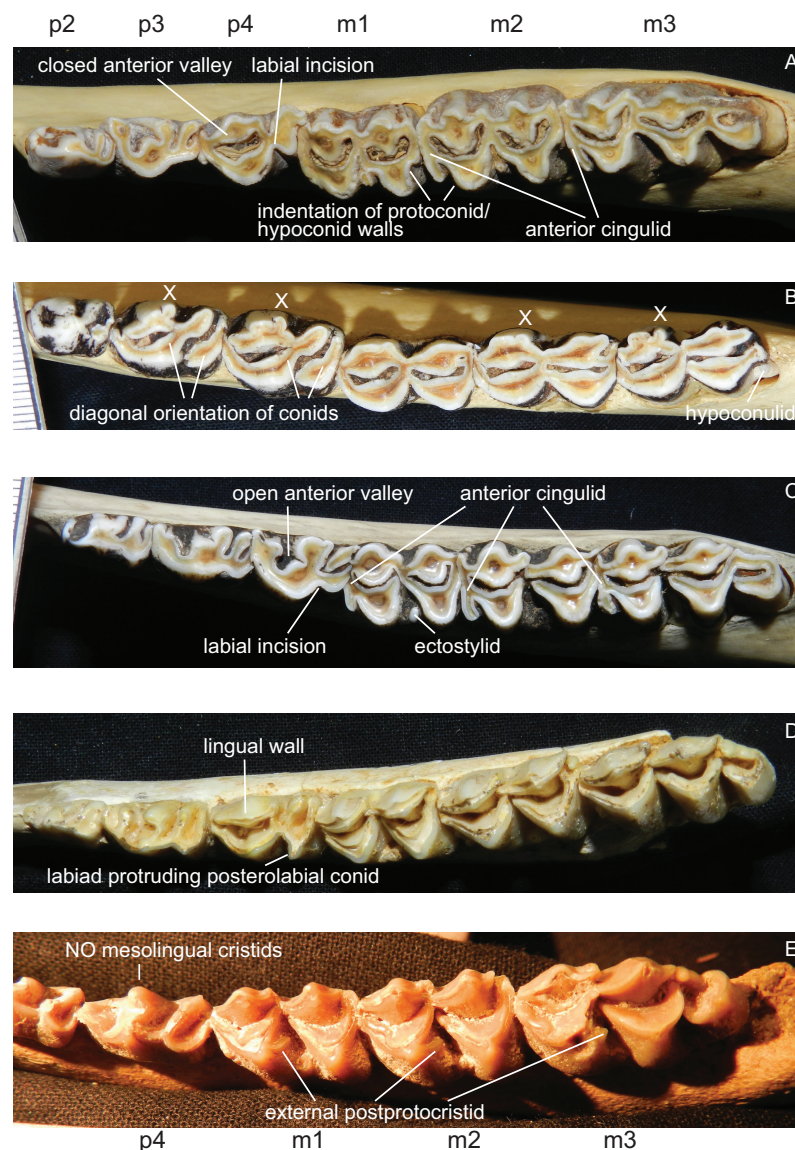 p2 p3 p4 m1 m2 m3
A
closed anterior valley labial incision
indentation of protoconid/
hypoconid walls
anterior cingulid
B
X X X X
diagonal orientation of conids
hypoconulid
C
open anterior valley anterior cingulid
labial incision ectostylid
D
lingual wall
labiad protruding posterolabial conid
E
NO mesolingual cristids
external postprotocristid
p4 m1 m2 m3